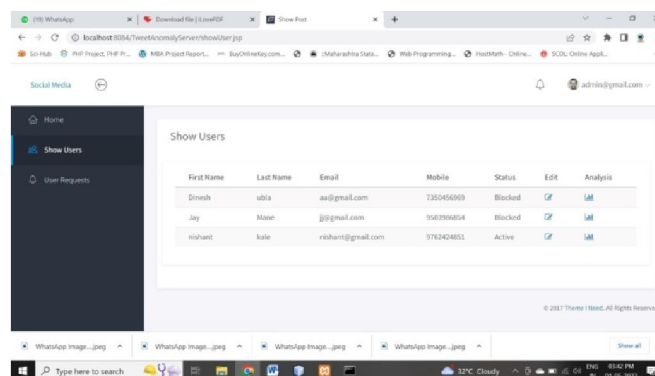 (19) WhatsApp
Download file | iLovePDF
Show Post
localhost:8084/TweetAnomalyServer/showUser.jsp
Sci-Hub
PHP Project, PHP Pr...
MBA Project Report...
BuyOnlineKey.com...
::Maharashtra State...
Web Programming...
HostMath - Online...
SCDL: Online Appli...
Social Media
admin@gmail.com
Home
Show Users
User Requests
Show Users
First Name Last Name Email Mobile Status Edit Analysis
Dinesh ubla aa@gmail.com 7350456969 Blocked
Jay Mane jj@gmail.com Blocked
nishant kale nishant@gmail.com 9762424851 Active
© 2017 Theme I Need, All Rights Reserve
WhatsApp Image...jpeg
WhatsApp Image...jpeg
WhatsApp Image...jpeg
WhatsApp Image...jpeg
Show all
Type here to search
32°C Cloudy
ENG
03:42 PM